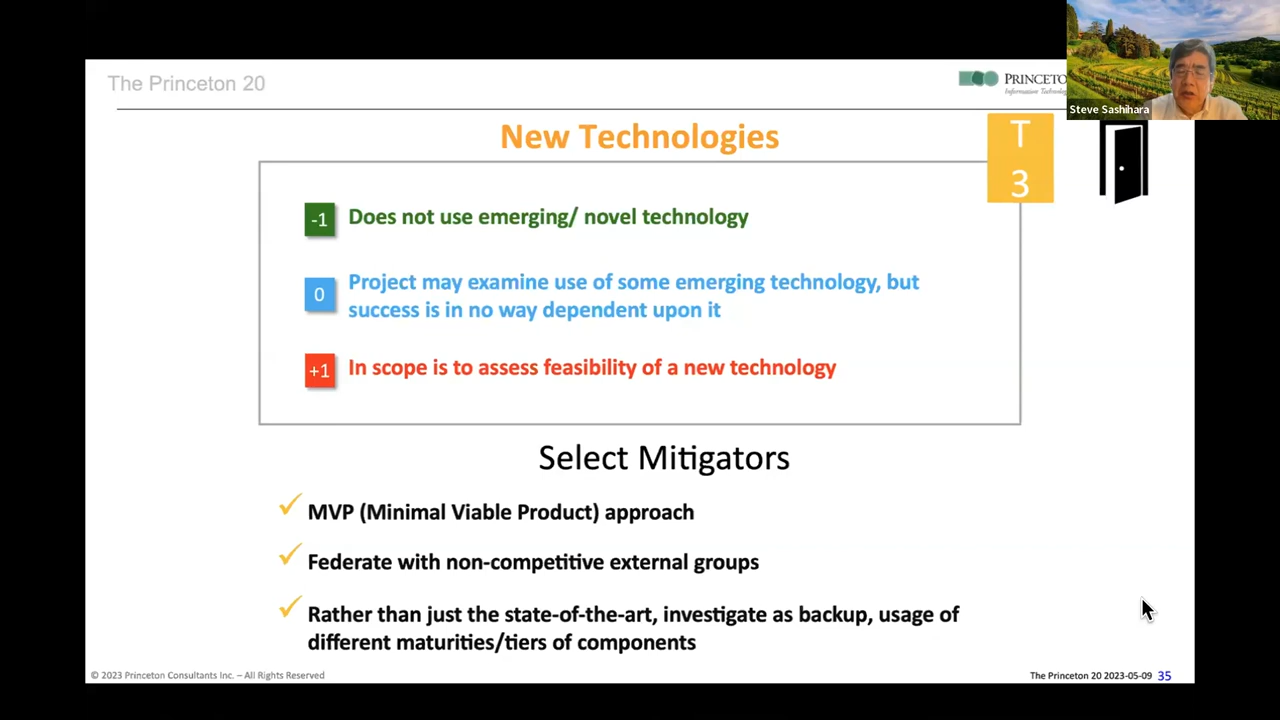 The Princeton 20
PRINCETO
Informative Technolog
Steve Sashihara
New Technologies
T
3
-1 Does not use emerging/ novel technology
0 Project may examine use of some emerging technology, but
success is in no way dependent upon it
+1 In scope is to assess feasibility of a new technology
Select Mitigators
MVP (Minimal Viable Product) approach
Federate with non-competitive external groups
Rather than just the state-of-the-art, investigate as backup, usage of
different maturities/tiers of components
© 2023 Princeton Consultants Inc. – All Rights Reserved
The Princeton 20 2023-05-09 35